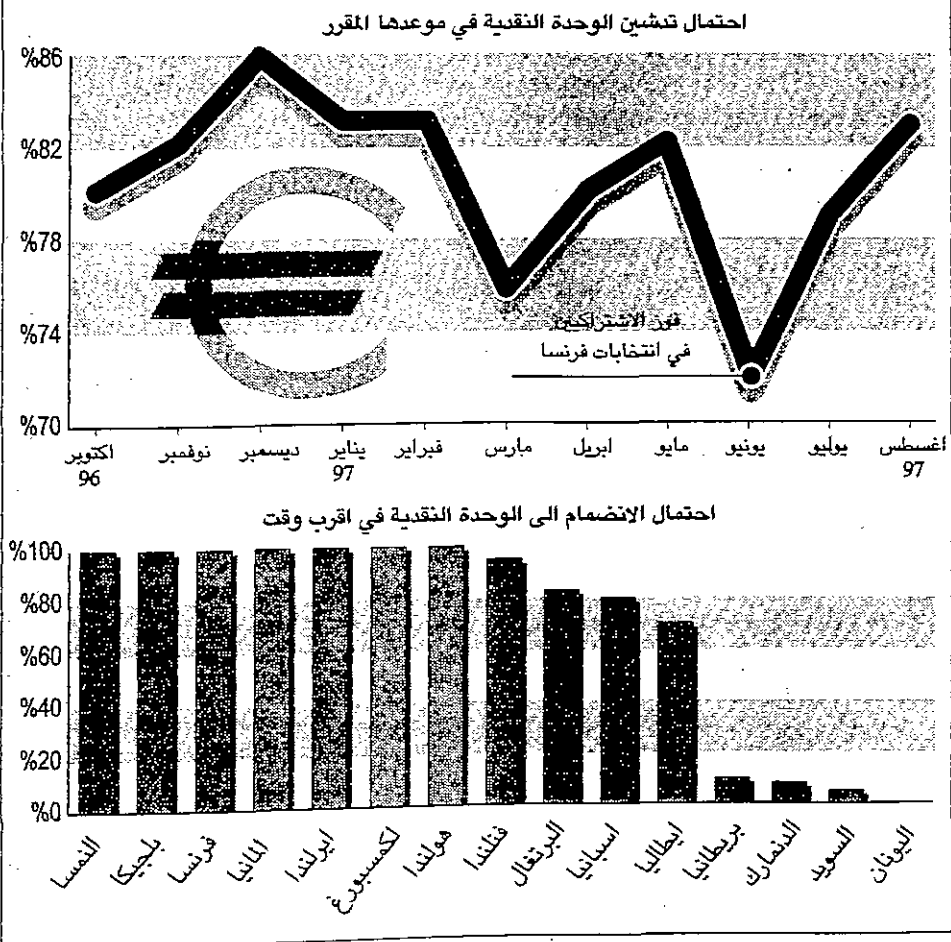 احتمال تدشين الوحدة النقدية في موعدها المقرر
%86
%82
%78
%74
%70
فوز الاشتراكيين
في انتخابات فرنسا
اكتوبر نوفمبر ديسمبر يناير فبراير مارس ابريل مايو يونيو يوليو اغسطس
96 97 97
احتمال الانضمام الى الوحدة النقدية في اقرب وقت
%100
%80
%60
%40
%20
%0
النمسا بلجيكا فرنسا المانيا ايرلندا لكمسبورغ هولندا فنلندا البرتغال اسبانيا ايطاليا بريطانيا الدنمارك السويد اليونان